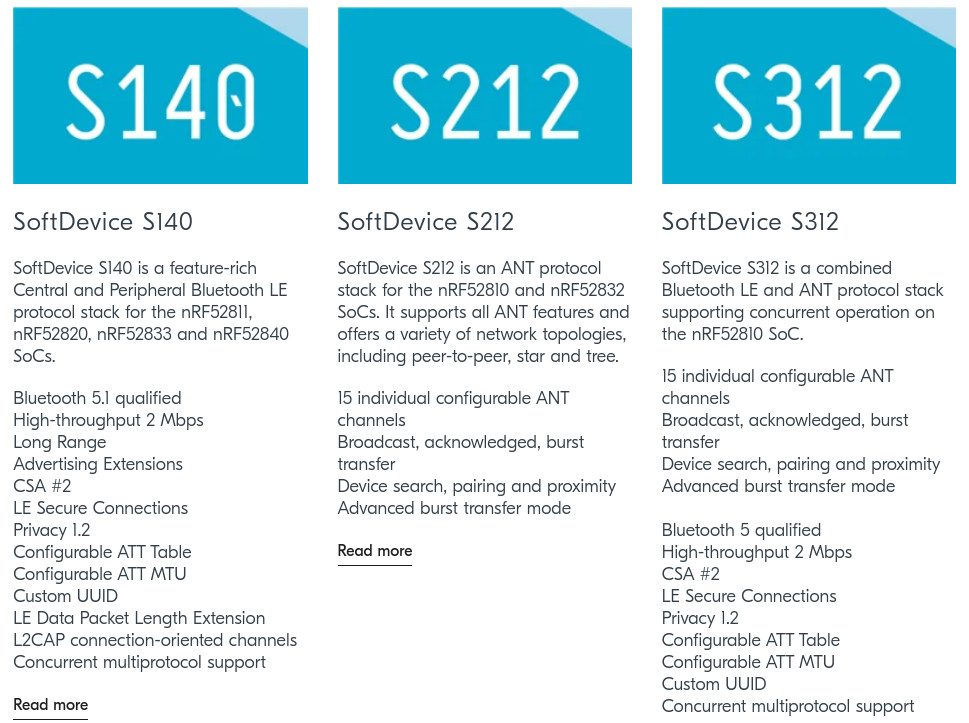 S140
SoftDevice S140
SoftDevice S140 is a feature-rich
Central and Peripheral Bluetooth LE
protocol stack for the nRF52811,
nRF52820, nRF52833 and nRF52840
SoCs.
Bluetooth 5.1 qualified
High-throughput 2 Mbps
Long Range
Advertising Extensions
CSA #2
LE Secure Connections
Privacy 1.2
Configurable ATT Table
Configurable ATT MTU
Custom UUID
LE Data Packet Length Extension
L2CAP connection-oriented channels
Concurrent multiprotocol support
Read more
S212
SoftDevice S212
SoftDevice S212 is an ANT protocol
stack for the nRF52810 and nRF52832
SoCs. It supports all ANT features and
offers a variety of network topologies,
including peer-to-peer, star and tree.
15 individual configurable ANT
channels
Broadcast, acknowledged, burst
transfer
Device search, pairing and proximity
Advanced burst transfer mode
Read more
S312
SoftDevice S312
SoftDevice S312 is a combined
Bluetooth LE and ANT protocol stack
supporting concurrent operation on
the nRF52810 SoC.
15 individual configurable ANT
channels
Broadcast, acknowledged, burst
transfer
Device search, pairing and proximity
Advanced burst transfer mode
Bluetooth 5 qualified
High-throughput 2 Mbps
CSA #2
LE Secure Connections
Privacy 1.2
Configurable ATT Table
Configurable ATT MTU
Custom UUID
Concurrent multiprotocol support